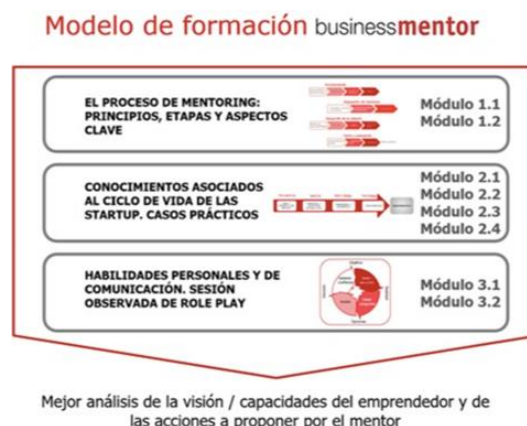 Modelo de formación businessmentor
EL PROCESO DE MENTORING:
PRINCIPIOS, ETAPAS Y ASPECTOS
CLAVE
Módulo 1.1
Módulo 1.2
CONOCIMIENTOS ASOCIADOS
AL CICLO DE VIDA DE LAS
STARTUP. CASOS PRÁCTICOS
Módulo 2.1
Módulo 2.2
Módulo 2.3
Módulo 2.4
HABILIDADES PERSONALES Y DE
COMUNICACIÓN. SESIÓN
OBSERVADA DE ROLE PLAY
Módulo 3.1
Módulo 3.2
Mejor análisis de la visión / capacidades del emprendedor y de
las acciones a proponer por el mentor